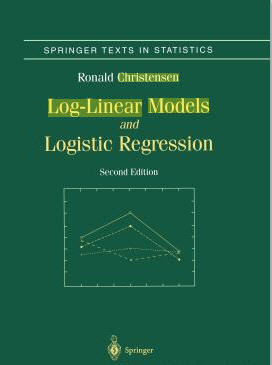 SPRINGER TEXTS IN STATISTICS
Ronald Christensen
Log-Linear Models
and
Logistic Regression
Second Edition
Springer